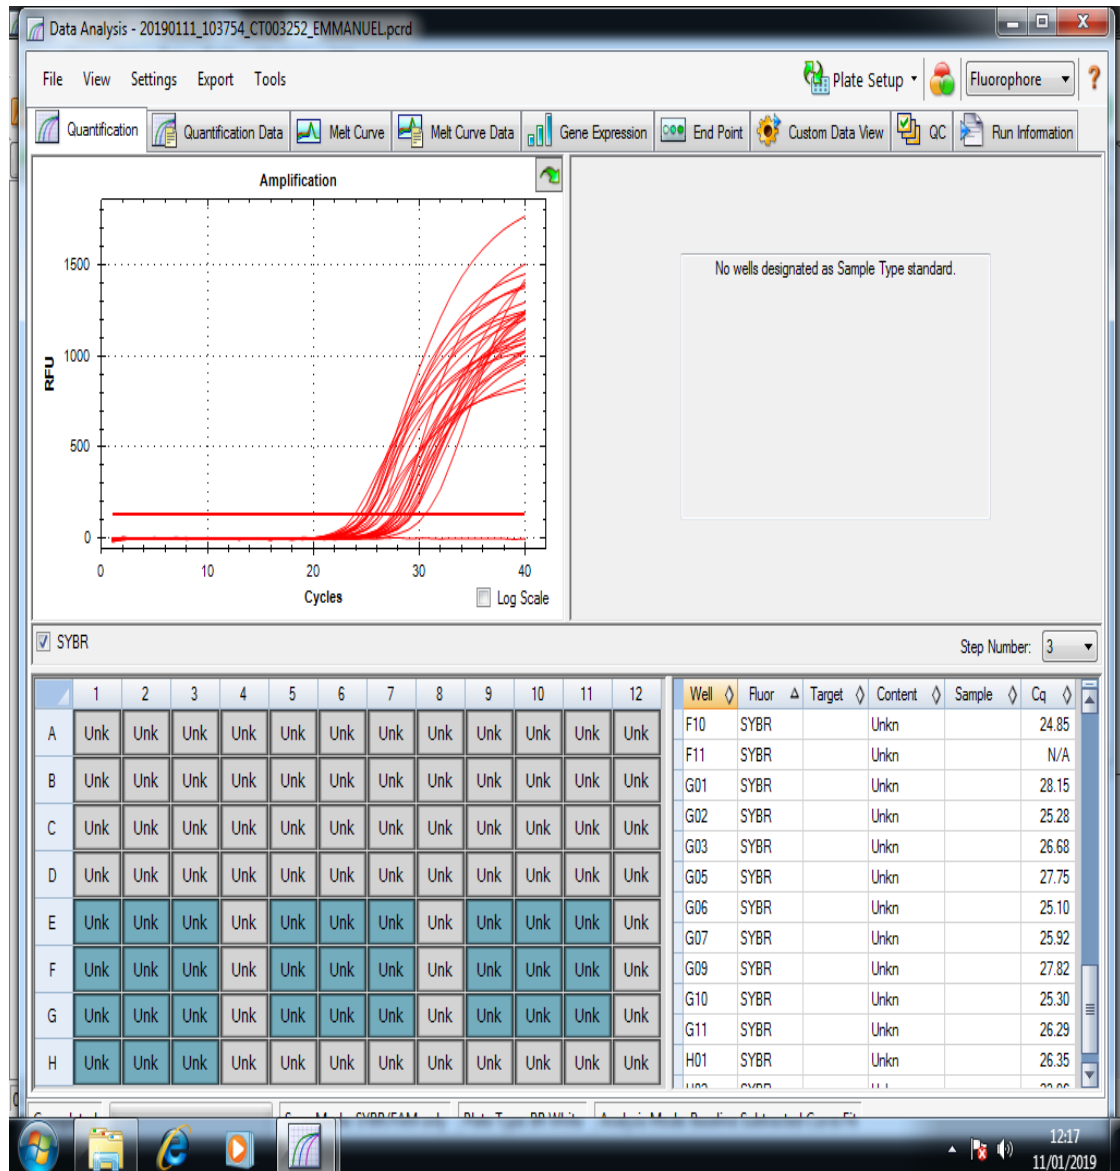 Data Analysis - 20190111_103754_CT003252_EMMANUEL.pcrd
X
File View Settings Export Tools Plate Setup Fluorophore ?
Quantification Quantification Data Melt Curve Melt Curve Data Gene Expression End Point Custom Data View QC Run Information
Amplification
1500
1000
500
0
RFU
0 10 20 30 40
Cycles
Log Scale
No wells designated as Sample Type standard.
SYBR Step Number: 3
1 2 3 4 5 6 7 8 9 10 11 12
A Unk Unk Unk Unk Unk Unk Unk Unk Unk Unk Unk Unk
B Unk Unk Unk Unk Unk Unk Unk Unk Unk Unk Unk Unk
C Unk Unk Unk Unk Unk Unk Unk Unk Unk Unk Unk Unk
D Unk Unk Unk Unk Unk Unk Unk Unk Unk Unk Unk Unk
E Unk Unk Unk Unk Unk Unk Unk Unk Unk Unk Unk Unk
F Unk Unk Unk Unk Unk Unk Unk Unk Unk Unk Unk Unk
G Unk Unk Unk Unk Unk Unk Unk Unk Unk Unk Unk Unk
H Unk Unk Unk Unk Unk Unk Unk Unk Unk Unk Unk Unk
Well Fluor Target Content Sample Cq
F10 SYBR Unkn 24.85
F11 SYBR Unkn N/A
G01 SYBR Unkn 28.15
G02 SYBR Unkn 25.28
G03 SYBR Unkn 26.68
G05 SYBR Unkn 27.75
G06 SYBR Unkn 25.10
G07 SYBR Unkn 25.92
G09 SYBR Unkn 27.82
G10 SYBR Unkn 25.30
G11 SYBR Unkn 26.29
H01 SYBR Unkn 26.35
12:17
11/01/2019